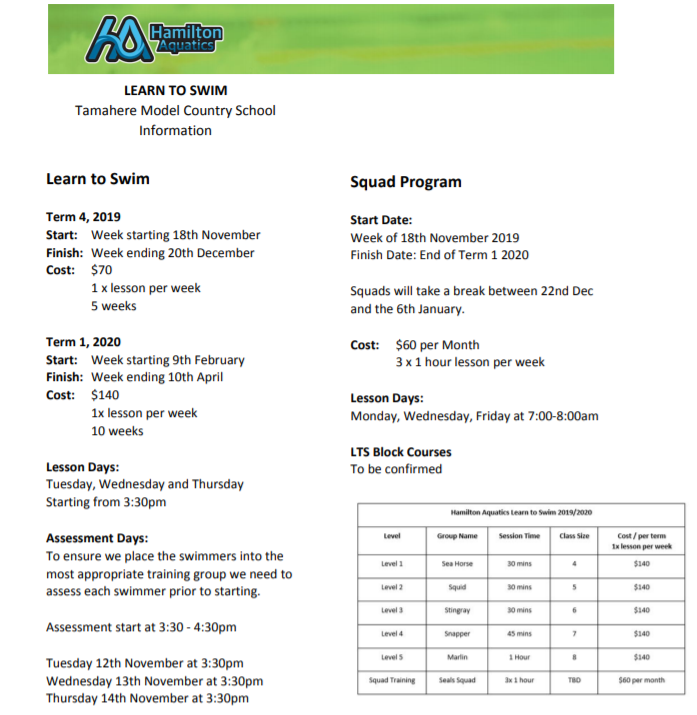 Hamilton
Aquatics
LEARN TO SWIM
Tamahere Model Country School
Information
Learn to Swim
Term 4, 2019
Start: Week starting 18th November
Finish: Week ending 20th December
Cost: $70
1 x lesson per week
5 weeks
Term 1, 2020
Start: Week starting 9th February
Finish: Week ending 10th April
Cost: $140
1x lesson per week
10 weeks
Lesson Days:
Tuesday, Wednesday and Thursday
Starting from 3:30pm
Assessment Days:
To ensure we place the swimmers into the
most appropriate training group we need to
assess each swimmer prior to starting.
Assessment start at 3:30 - 4:30pm
Tuesday 12th November at 3:30pm
Wednesday 13th November at 3:30pm
Thursday 14th November at 3:30pm
Squad Program
Start Date:
Week of 18th November 2019
Finish Date: End of Term 1 2020
Squads will take a break between 22nd Dec
and the 6th January.
Cost: $60 per Month
3 x 1 hour lesson per week
Lesson Days:
Monday, Wednesday, Friday at 7:00-8:00am
LTS Block Courses
To be confirmed
Hamilton Aquatics Learn to Swim 2019/2020
Level Group Name Session Time Class Size Cost / per term
1x lesson per week
Level 1 Sea Horse 30 mins 4 $140
Level 2 Squid 30 mins 5 $140
Level 3 Stingray 30 mins 6 $140
Level 4 Snapper 45 mins 7 $140
Level 5 Marlin 1 Hour 8 $140
Squad Training Seals Squad 3x 1 hour TBD $60 per month